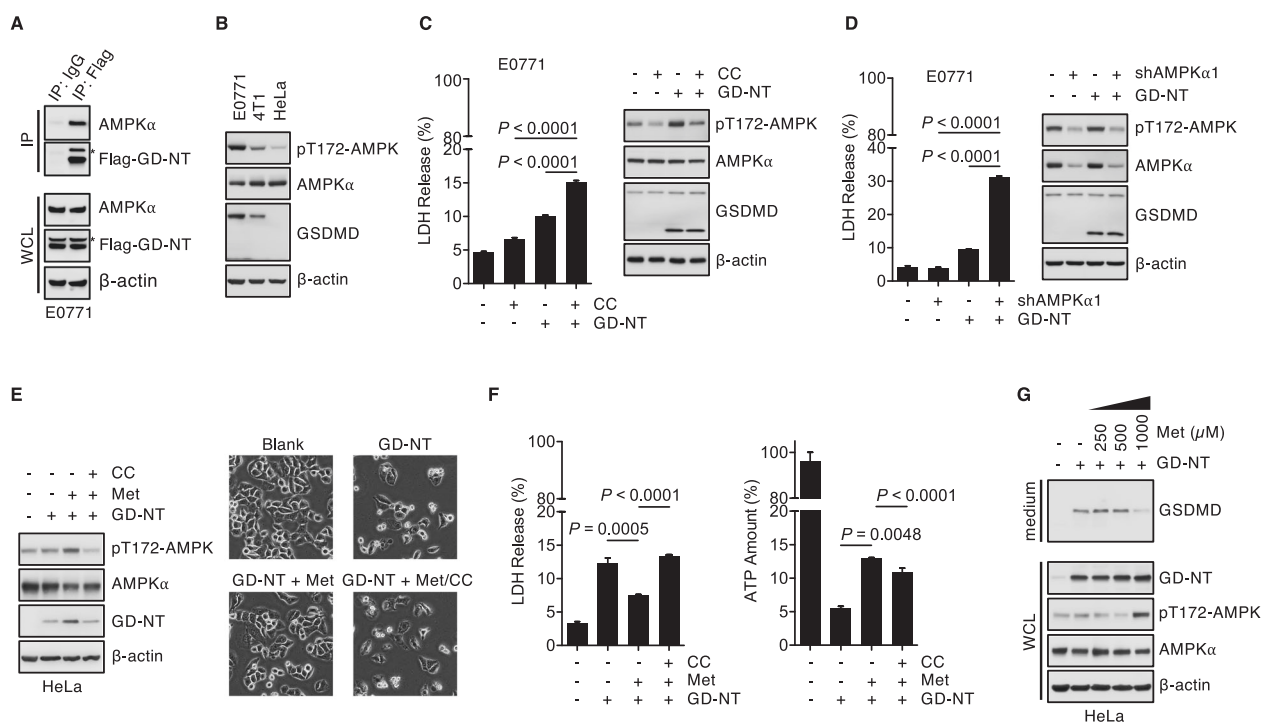 A
IP: IgG
IP: Flag
IP
AMPKα
* Flag-GD-NT
WCL
AMPKα
* Flag-GD-NT
β-actin
E0771
B
E0771
4T1
HeLa
pT172-AMPK
AMPKα
GSDMD
β-actin
C
E0771
LDH Release (%)
100
80
20
15
10
5
0
P < 0.0001
P < 0.0001
- + - + CC
- - + + GD-NT
- + - + CC
- - + + GD-NT
pT172-AMPK
AMPKα
GSDMD
β-actin
D
E0771
LDH Release (%)
100
80
40
30
20
10
0
P < 0.0001
P < 0.0001
- + - + shAMPKα1
- - + + GD-NT
- + - + shAMPKα1
- - + + GD-NT
pT172-AMPK
AMPKα
GSDMD
β-actin
E
- - - + CC
- - + + Met
- + + + GD-NT
pT172-AMPK
AMPKα
GD-NT
β-actin
HeLa
Blank
GD-NT
GD-NT + Met
GD-NT + Met/CC
F
LDH Release (%)
100
80
20
15
10
5
0
P < 0.0001
P = 0.0005
- - - + CC
- - + + Met
- + + + GD-NT
ATP Amount (%)
100
80
20
15
10
5
0
P < 0.0001
P = 0.0048
- - - + CC
- - + + Met
- + + + GD-NT
G
- - 250 500 1000 Met (μM)
- + + + + GD-NT
medium
GSDMD
WCL
GD-NT
pT172-AMPK
AMPKα
β-actin
HeLa